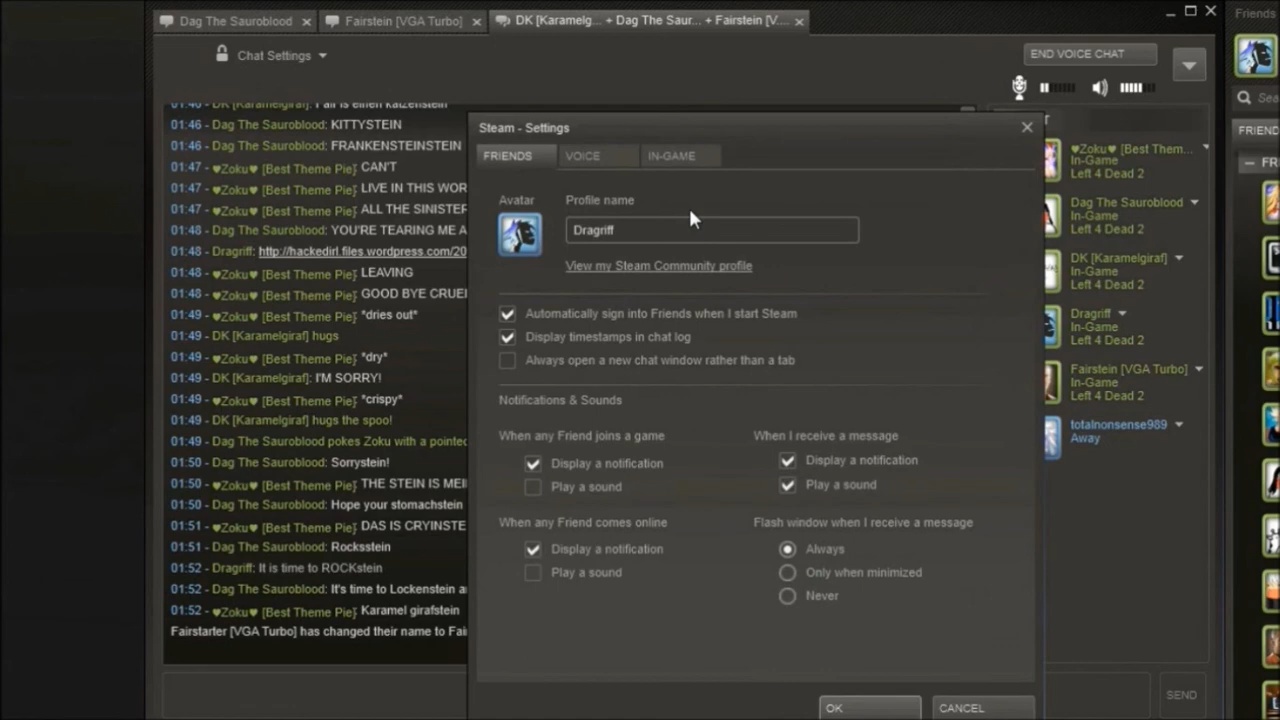 Dag The Sauroblood
Fairstein [VGA Turbo]
DK [Karamelg... + Dag The Saur... + Fairstein [V....
Friends
Chat Settings
END VOICE CHAT
01:46 - DK [Karamelgiraf]:
01:46 - Dag The Sauroblood: KITTYSTEIN
01:46 - Dag The Sauroblood: FRANKENSTEINSTEIN
01:47 - ♥Zoku♥ [Best Theme Pie]: CAN'T
01:47 - ♥Zoku♥ [Best Theme Pie]: LIVE IN THIS WOR
01:47 - ♥Zoku♥ [Best Theme Pie]: ALL THE SINISTER
01:48 - Dag The Sauroblood: YOU'RE TEARING ME A
01:48 - Dragriff: http://hackedirl.files.wordpress.com/20
01:48 - ♥Zoku♥ [Best Theme Pie]: LEAVING
01:48 - ♥Zoku♥ [Best Theme Pie]: GOOD BYE CRUEL
01:49 - ♥Zoku♥ [Best Theme Pie]: *dries out*
01:49 - DK [Karamelgiraf] hugs
01:49 - ♥Zoku♥ [Best Theme Pie]: *dry*
01:49 - DK [Karamelgiraf]: I'M SORRY!
01:49 - ♥Zoku♥ [Best Theme Pie]: *crispy*
01:49 - DK [Karamelgiraf] hugs the spoo!
01:49 - Dag The Sauroblood pokes Zoku with a pointed
01:50 - Dag The Sauroblood: Sorrystein!
01:50 - ♥Zoku♥ [Best Theme Pie]: THE STEIN IS MEI
01:50 - Dag The Sauroblood: Hope your stomachstein
01:51 - ♥Zoku♥ [Best Theme Pie]: DAS IS CRYINSTE
01:51 - Dag The Sauroblood: Rocksstein
01:52 - Dragriff: It is time to ROCKstein
01:52 - Dag The Sauroblood: It's time to Lockenstein a
01:52 - ♥Zoku♥ [Best Theme Pie]: Karamel girafstein
Fairstarter [VGA Turbo] has changed their name to Fai
Steam - Settings
FRIENDS
VOICE
IN-GAME
Avatar
Profile name
Dragriff
View my Steam Community profile
Automatically sign into Friends when I start Steam
Display timestamps in chat log
Always open a new chat window rather than a tab
Notifications & Sounds
When any Friend joins a game
Display a notification
Play a sound
When I receive a message
Display a notification
Play a sound
When any Friend comes online
Display a notification
Play a sound
Flash window when I receive a message
Always
Only when minimized
Never
OK
CANCEL
♥Zoku♥ [Best Them...
In-Game
Left 4 Dead 2
Dag The Sauroblood
In-Game
Left 4 Dead 2
DK [Karamelgiraf]
In-Game
Left 4 Dead 2
Dragriff
In-Game
Left 4 Dead 2
Fairstein [VGA Turbo]
In-Game
Left 4 Dead 2
totalnonsense989
Away
SEND
Sea
FRIEND
FR